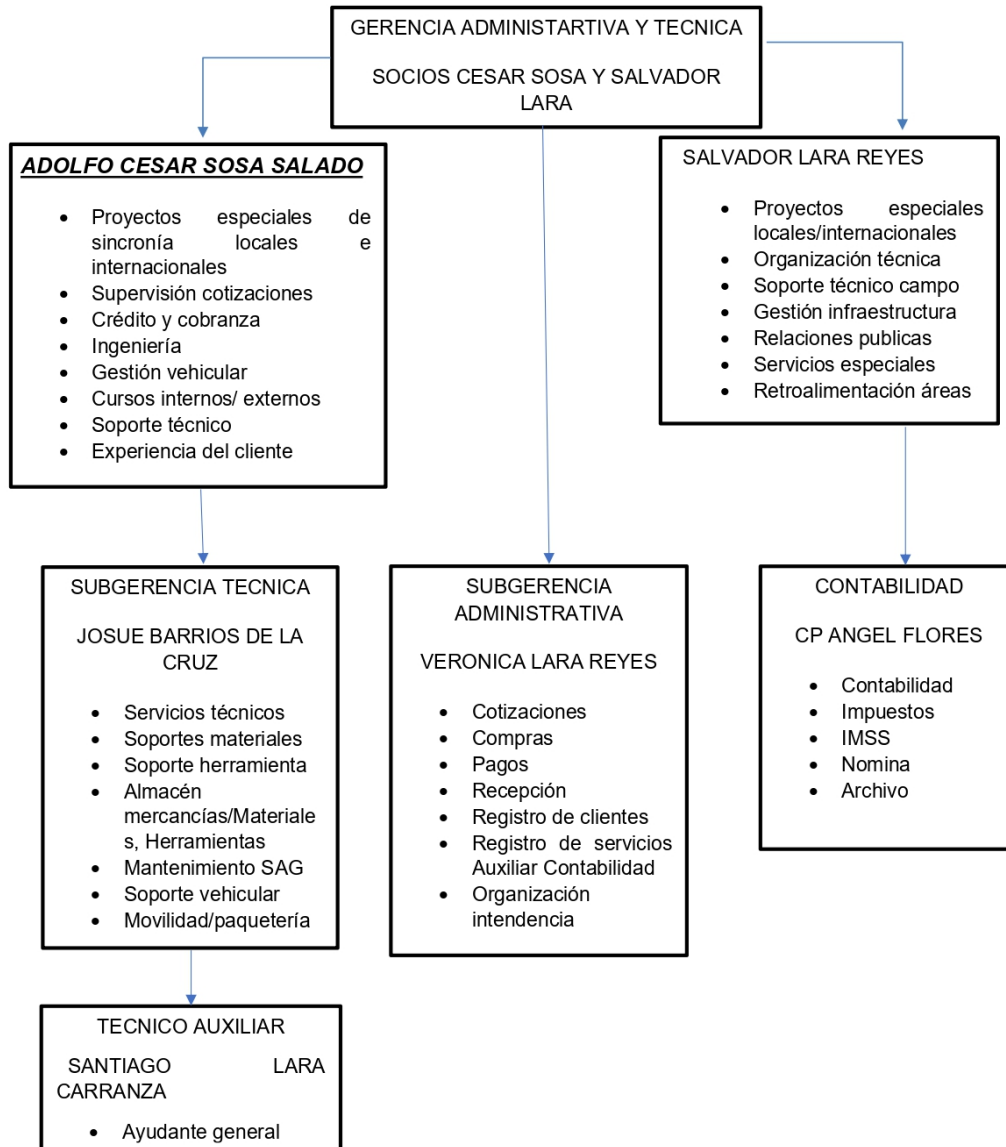 GERENCIA ADMINISTARTIVA Y TECNICA
SOCIOS CESAR SOSA Y SALVADOR
LARA
ADOLFO CESAR SOSA SALADO
• Proyectos especiales de
sincronía locales e
internacionales
• Supervisión cotizaciones
• Crédito y cobranza
• Ingeniería
• Gestión vehicular
• Cursos internos/ externos
• Soporte técnico
• Experiencia del cliente
SALVADOR LARA REYES
• Proyectos especiales
locales/internacionales
• Organización técnica
• Soporte técnico campo
• Gestión infraestructura
• Relaciones publicas
• Servicios especiales
• Retroalimentación áreas
SUBGERENCIA TECNICA
JOSUE BARRIOS DE LA
CRUZ
• Servicios técnicos
• Soportes materiales
• Soporte herramienta
• Almacén
mercancías/Materiale
s, Herramientas
• Mantenimiento SAG
• Soporte vehicular
• Movilidad/paquetería
SUBGERENCIA
ADMINISTRATIVA
VERONICA LARA REYES
• Cotizaciones
• Compras
• Pagos
• Recepción
• Registro de clientes
• Registro de servicios
Auxiliar Contabilidad
• Organización
intendencia
CONTABILIDAD
CP ANGEL FLORES
• Contabilidad
• Impuestos
• IMSS
• Nomina
• Archivo
TECNICO AUXILIAR
SANTIAGO LARA
CARRANZA
• Ayudante general